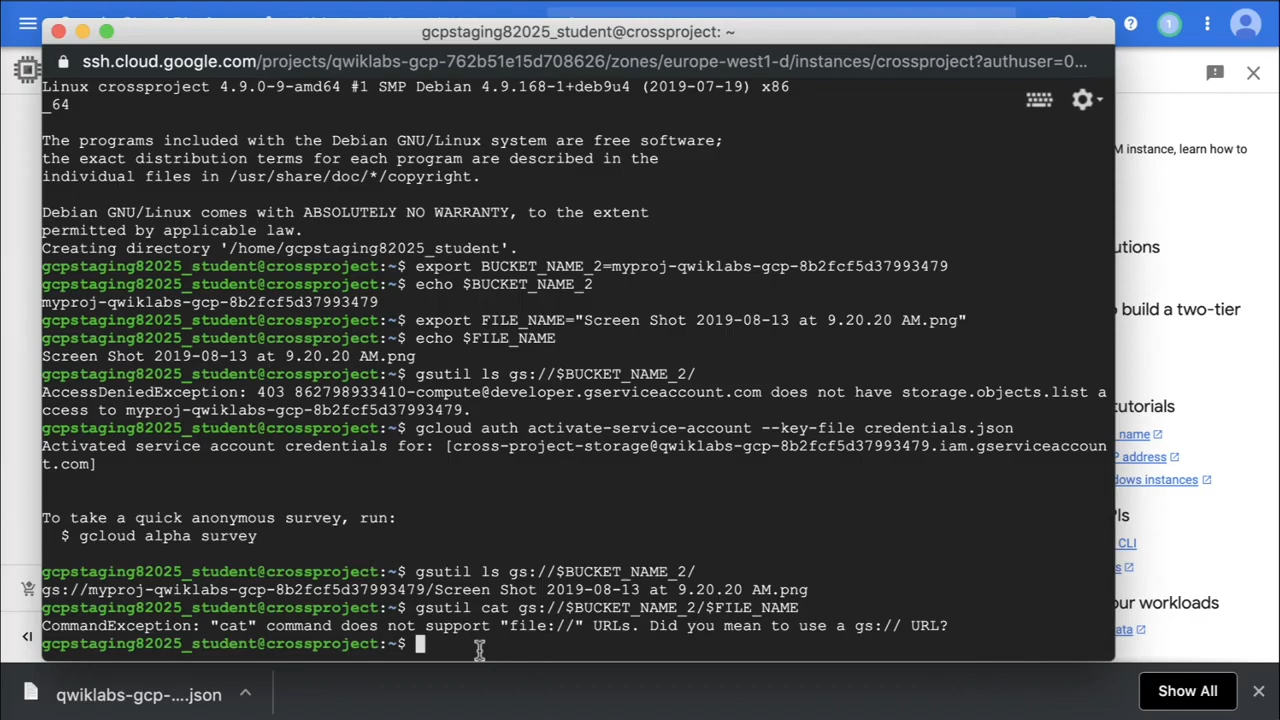 1
gcpstaging82025_student@crossproject: ~
ssh.cloud.google.com/projects/qwiklabs-gcp-762b51e15d708626/zones/europe-west1-d/instances/crossproject?authuser=0...
Linux crossproject 4.9.0-9-amd64 #1 SMP Debian 4.9.168-1+deb9u4 (2019-07-19) x86
_64
The programs included with the Debian GNU/Linux system are free software;
the exact distribution terms for each program are described in the
individual files in /usr/share/doc/*/copyright.
Debian GNU/Linux comes with ABSOLUTELY NO WARRANTY, to the extent
permitted by applicable law.
Creating directory '/home/gcpstaging82025_student'.
gcpstaging82025_student@crossproject:~$ export BUCKET_NAME_2=myproj-qwiklabs-gcp-8b2fcf5d37993479
gcpstaging82025_student@crossproject:~$ echo $BUCKET_NAME_2
myproj-qwiklabs-gcp-8b2fcf5d37993479
gcpstaging82025_student@crossproject:~$ export FILE_NAME="Screen Shot 2019-08-13 at 9.20.20 AM.png"
gcpstaging82025_student@crossproject:~$ echo $FILE_NAME
Screen Shot 2019-08-13 at 9.20.20 AM.png
gcpstaging82025_student@crossproject:~$ gsutil ls gs://$BUCKET_NAME_2/
AccessDeniedException: 403 862798933410-compute@developer.gserviceaccount.com does not have storage.objects.list a
ccess to myproj-qwiklabs-gcp-8b2fcf5d37993479.
gcpstaging82025_student@crossproject:~$ gcloud auth activate-service-account --key-file credentials.json
Activated service account credentials for: [cross-project-storage@qwiklabs-gcp-8b2fcf5d37993479.iam.gserviceaccoun
t.com]
To take a quick anonymous survey, run:
$ gcloud alpha survey
gcpstaging82025_student@crossproject:~$ gsutil ls gs://$BUCKET_NAME_2/
gs://myproj-qwiklabs-gcp-8b2fcf5d37993479/Screen Shot 2019-08-13 at 9.20.20 AM.png
gcpstaging82025_student@crossproject:~$ gsutil cat gs://$BUCKET_NAME_2/$FILE_NAME
CommandException: "cat" command does not support "file://" URLs. Did you mean to use a gs:// URL?
gcpstaging82025_student@crossproject:~$
M instance, learn how to
utions
o build a two-tier
tutorials
name
P address
dows instances
PIs
CLI
s
our workloads
ata
qwiklabs-gcp-....json
Show All